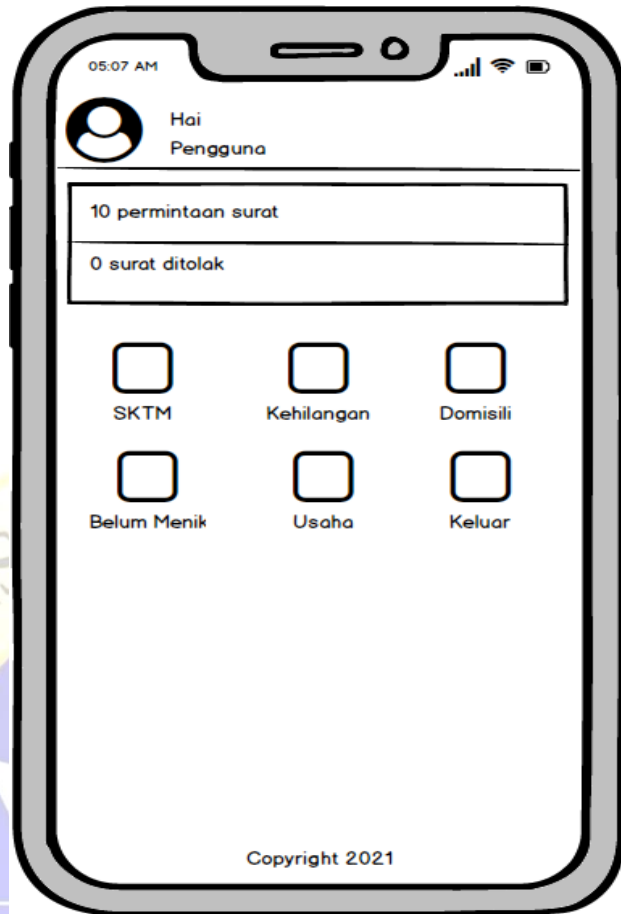 05:07 AM
Hai
Pengguna
10 permintaan surat
0 surat ditolak
SKTM Kehilangan Domisili
Belum Menik Usaha Keluar
Copyright 2021